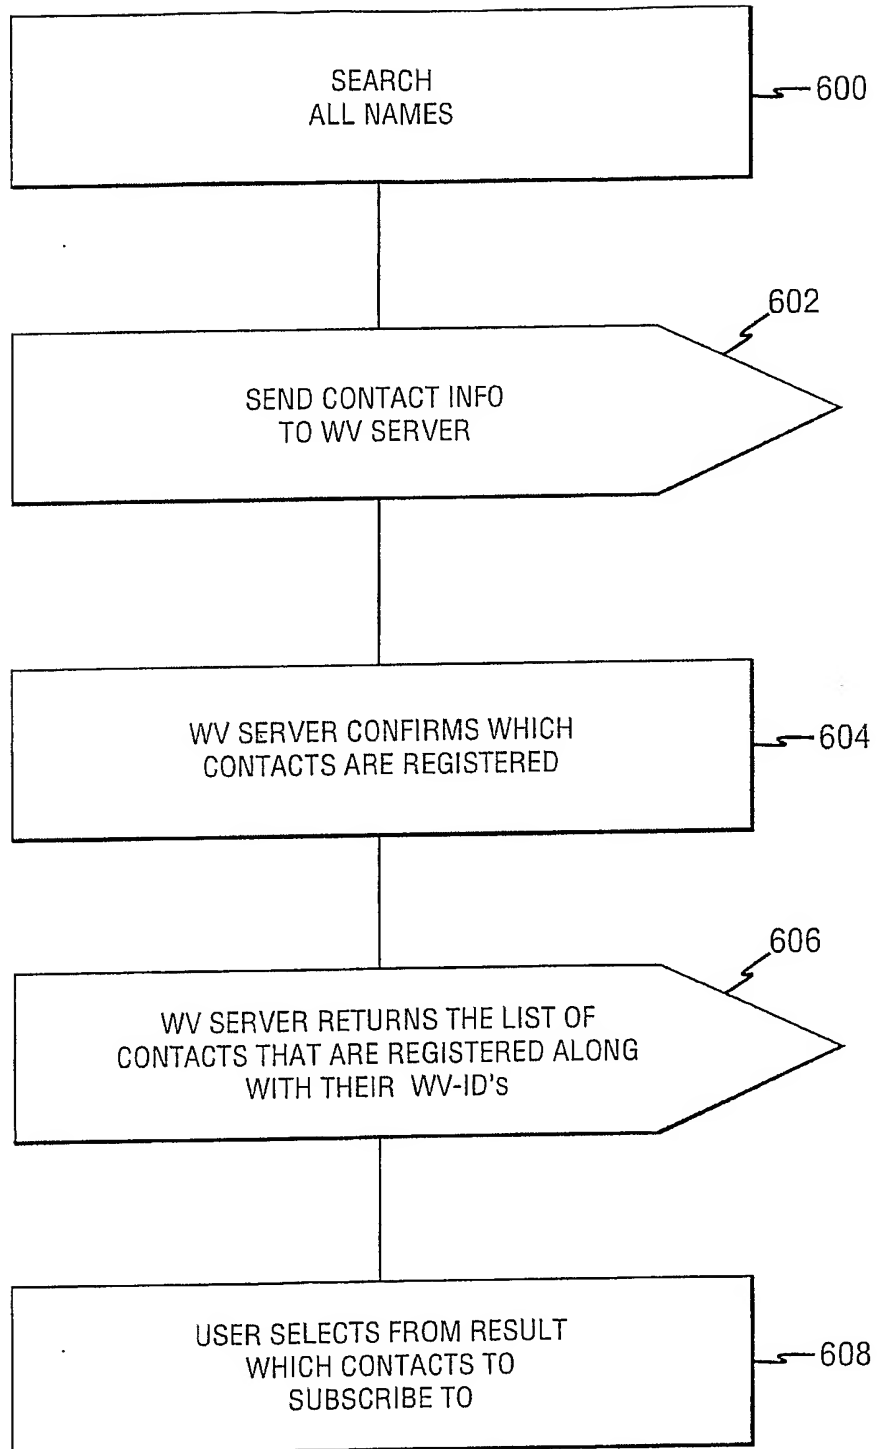 SEARCH
ALL NAMES
600
602
SEND CONTACT INFO
TO WV SERVER
WV SERVER CONFIRMS WHICH
CONTACTS ARE REGISTERED
604
606
WV SERVER RETURNS THE LIST OF
CONTACTS THAT ARE REGISTERED ALONG
WITH THEIR WV-ID's
USER SELECTS FROM RESULT
WHICH CONTACTS TO
SUBSCRIBE TO
608